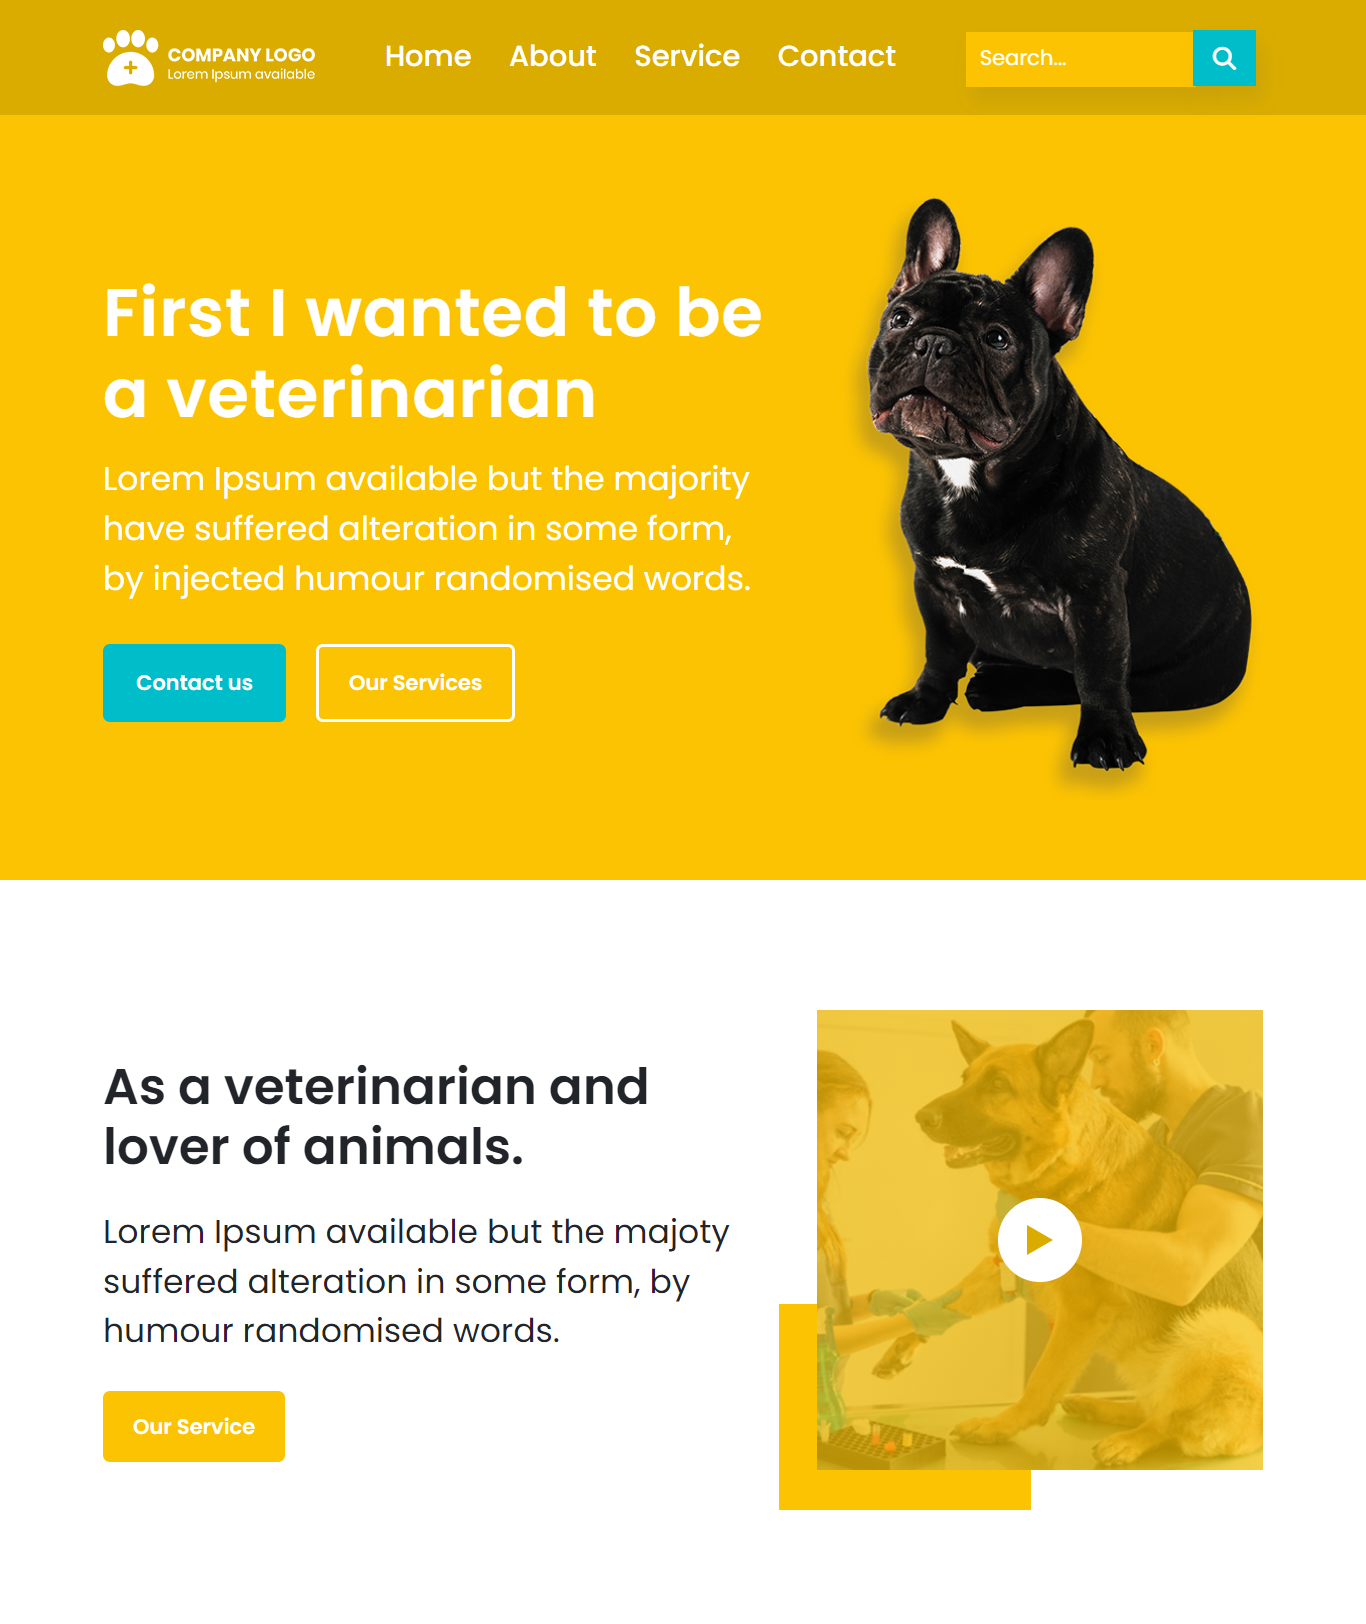 COMPANY LOGO
Lorem Ipsum available
Home About Service Contact
Search...
First I wanted to be
a veterinarian
Lorem Ipsum available but the majority
have suffered alteration in some form,
by injected humour randomised words.
Contact us
Our Services
As a veterinarian and
lover of animals.
Lorem Ipsum available but the majoty
suffered alteration in some form, by
humour randomised words.
Our Service